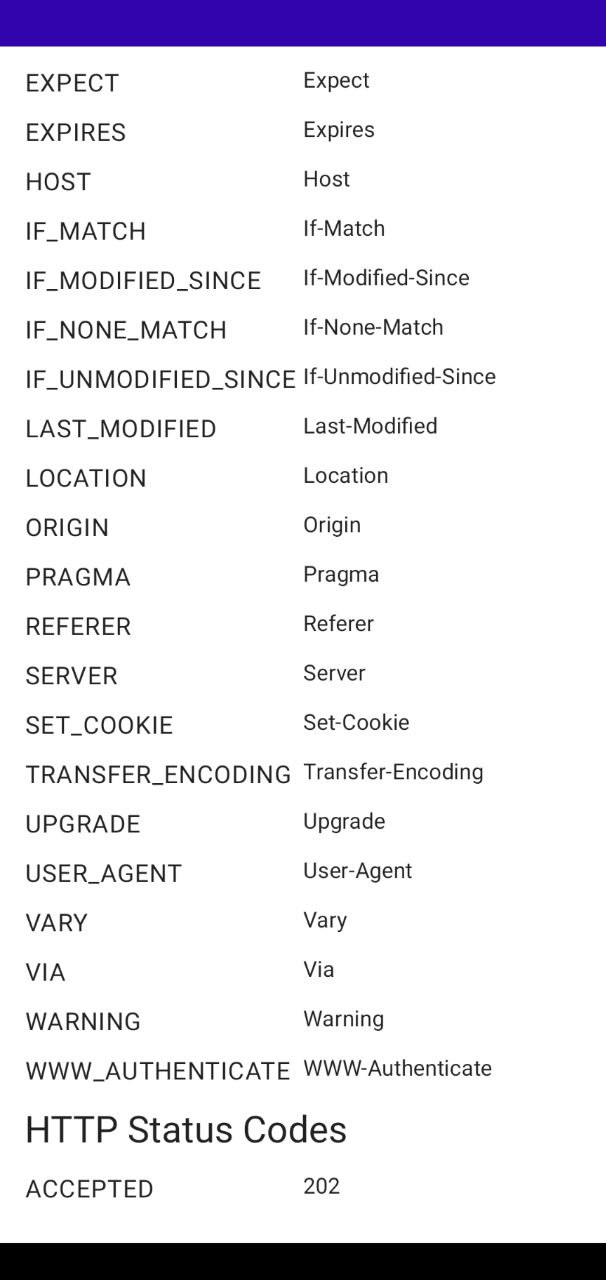 EXPECT Expect
EXPIRES Expires
HOST Host
IF_MATCH If-Match
IF_MODIFIED_SINCE If-Modified-Since
IF_NONE_MATCH If-None-Match
IF_UNMODIFIED_SINCE If-Unmodified-Since
LAST_MODIFIED Last-Modified
LOCATION Location
ORIGIN Origin
PRAGMA Pragma
REFERER Referer
SERVER Server
SET_COOKIE Set-Cookie
TRANSFER_ENCODING Transfer-Encoding
UPGRADE Upgrade
USER_AGENT User-Agent
VARY Vary
VIA Via
WARNING Warning
WWW_AUTHENTICATE WWW-Authenticate
HTTP Status Codes
ACCEPTED 202